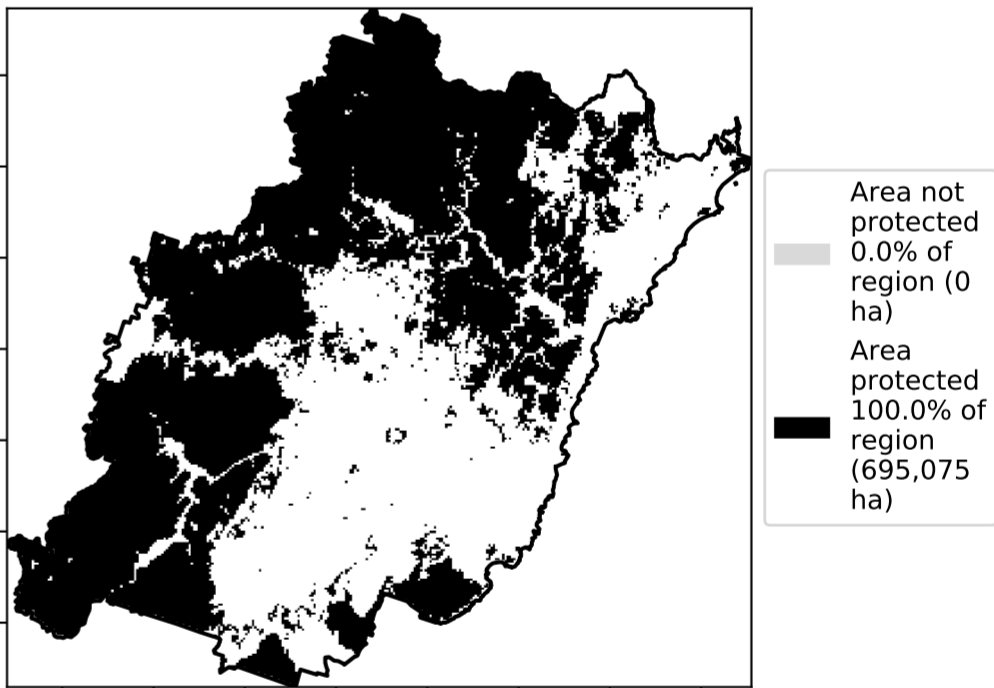 Area not
protected
0.0% of
region (0
ha)
Area
protected
100.0% of
region
(695,075
ha)